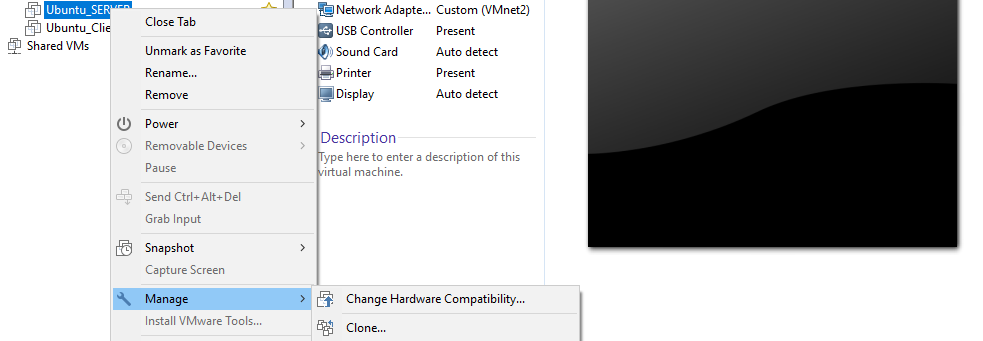 Ubuntu_SERVER
Ubuntu_Clie
Shared VMs
Close Tab
Unmark as Favorite
Rename...
Remove
Power
Removable Devices
Pause
Send Ctrl+Alt+Del
Grab Input
Snapshot
Capture Screen
Manage
Install VMware Tools...
Change Hardware Compatibility...
Clone...
Network Adapte... Custom (VMnet2)
USB Controller Present
Sound Card Auto detect
Printer Present
Display Auto detect
Description
Type here to enter a description of this
virtual machine.